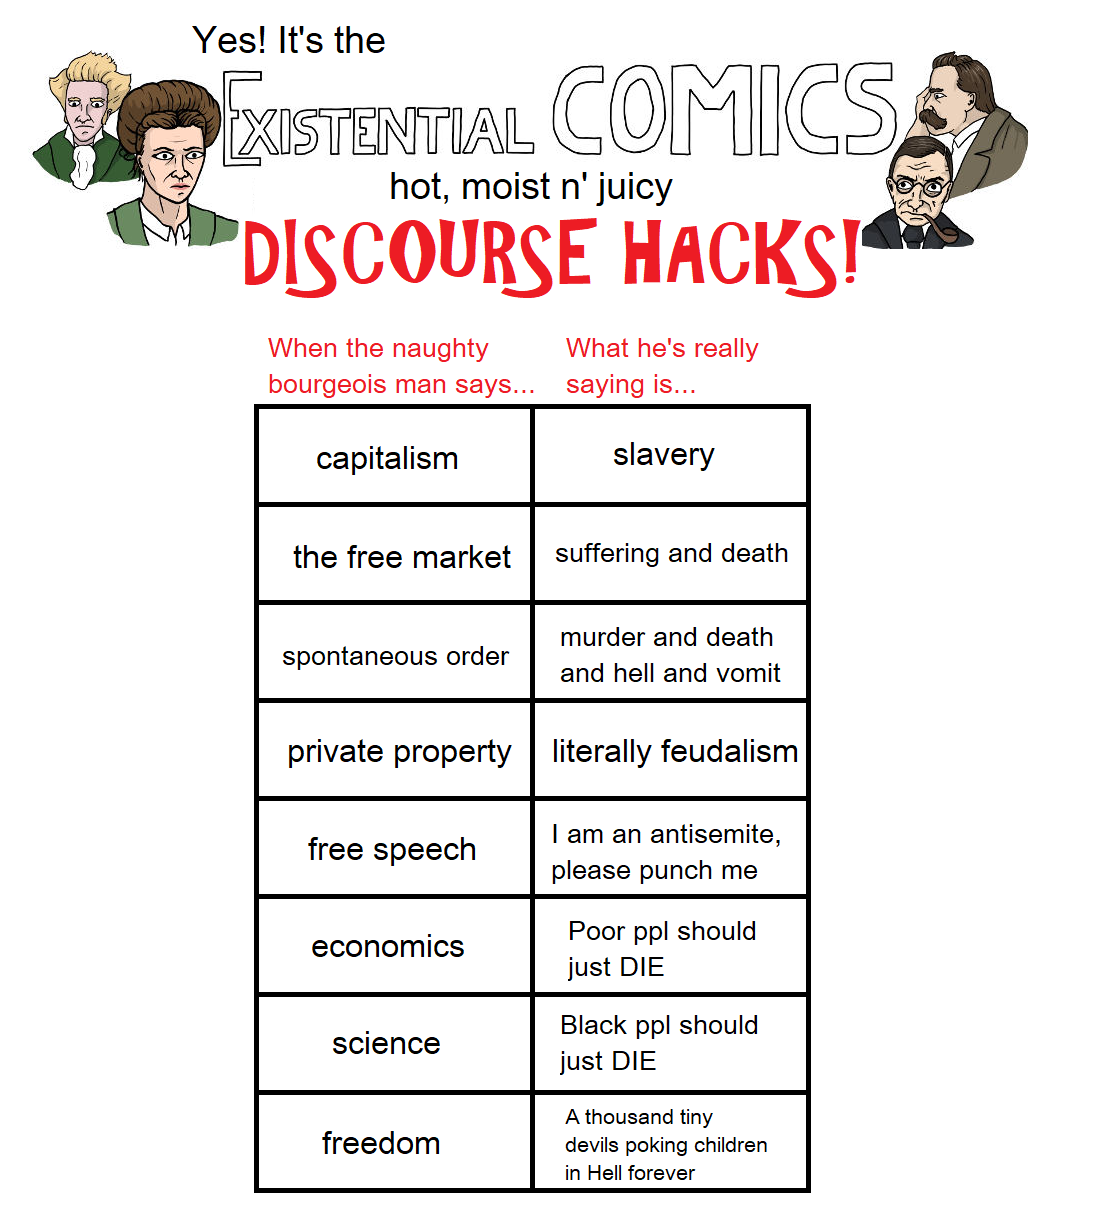 Yes! It's the
EXISTENTIAL COMICS
hot, moist n' juicy
DISCOURSE HACKS!
When the naughty
bourgeois man says...
What he's really
saying is...
capitalism
slavery
the free market
suffering and death
spontaneous order
murder and death
and hell and vomit
private property
literally feudalism
free speech
I am an antisemite,
please punch me
economics
Poor ppl should
just DIE
science
Black ppl should
just DIE
freedom
A thousand tiny
devils poking children
in Hell forever